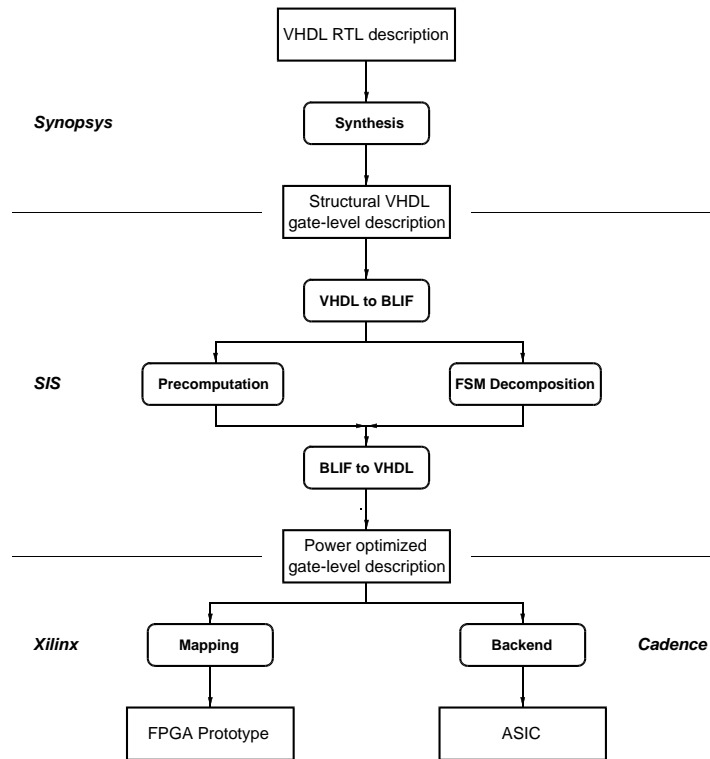 VHDL RTL description
Synopsys
Synthesis
Structural VHDL
gate-level description
VHDL to BLIF
SIS
Precomputation
FSM Decomposition
BLIF to VHDL
Power optimized
gate-level description
Xilinx
Mapping
Backend
Cadence
FPGA Prototype
ASIC